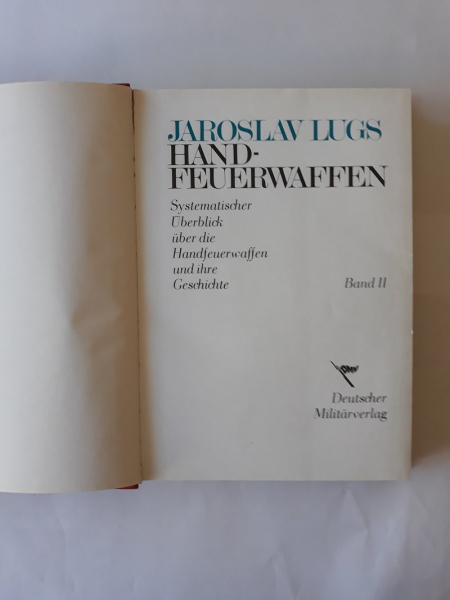 JAROSLAV LUGS
HAND-
FEUERWAFFEN
Systematischer
Überblick
über die
Handfeuerwaffen
und ihre
Geschichte
Band II
Deutscher
Militärverlag